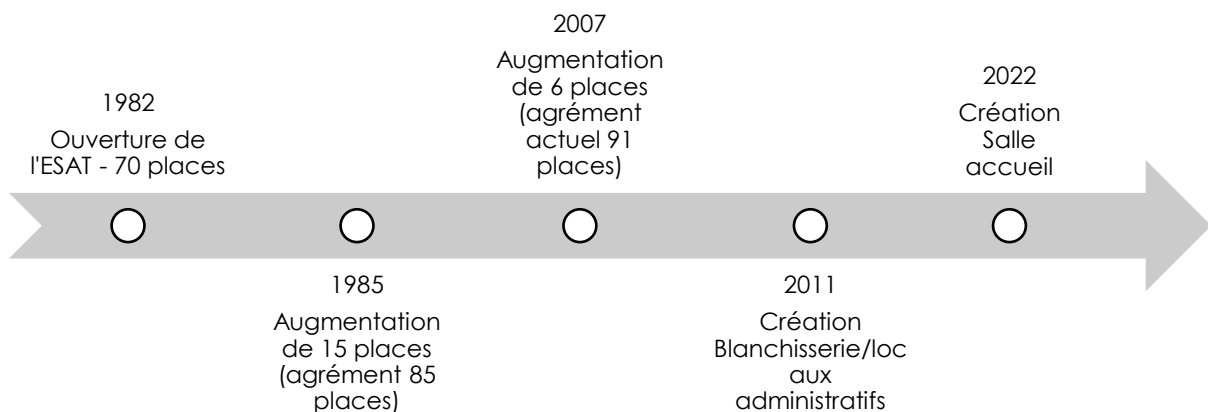 1982
Ouverture de
l'ESAT - 70 places
1985
Augmentation
de 15 places
(agrément 85
places)
2007
Augmentation
de 6 places
(agrément
actuel 91
places)
2011
Création
Blanchisserie/loc
aux
administratifs
2022
Création
Salle
accueil